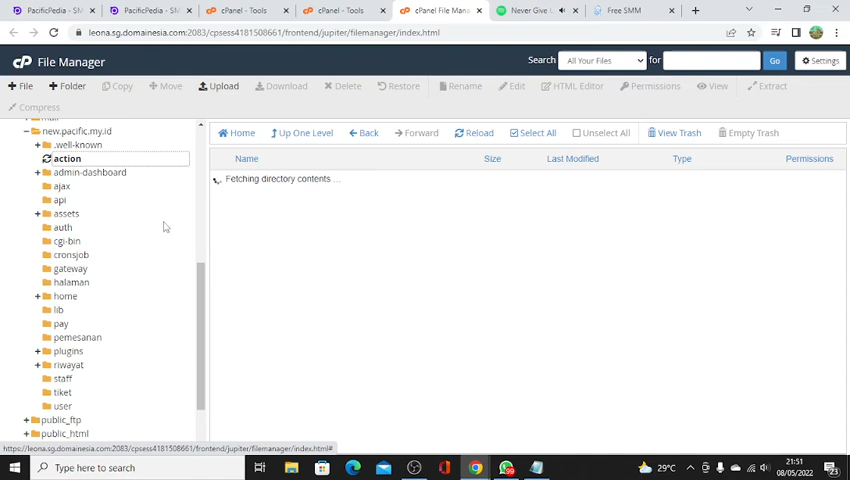 PacificPedia - SMM
PacificPedia - SMM
cPanel - Tools
cPanel - Tools
cPanel File Mana
Never Give U
Free SMM
leona.sg.domainesia.com:2083/cpsess4181508661/frontend/jupiter/filemanager/index.html
cP File Manager
Search All Your Files for Go Settings
File Folder Copy Move Upload Download Delete Restore Rename Edit HTML Editor Permissions View Extract
Compress
Home Up One Level Back Forward Reload Select All Unselect All View Trash Empty Trash
Name Size Last Modified Type Permissions
Fetching directory contents ...
mail
new.pacific.my.id
.well-known
action
admin-dashboard
ajax
api
assets
auth
cgi-bin
cronsjob
gateway
halaman
home
lib
pay
pemesanan
plugins
riwayat
staff
tiket
user
public_ftp
public_html
https://leona.sg.domainesia.com:2083/cpsess4181508661/frontend/jupiter/filemanager/index.html#
Type here to search
29°C
21:51
08/05/2022